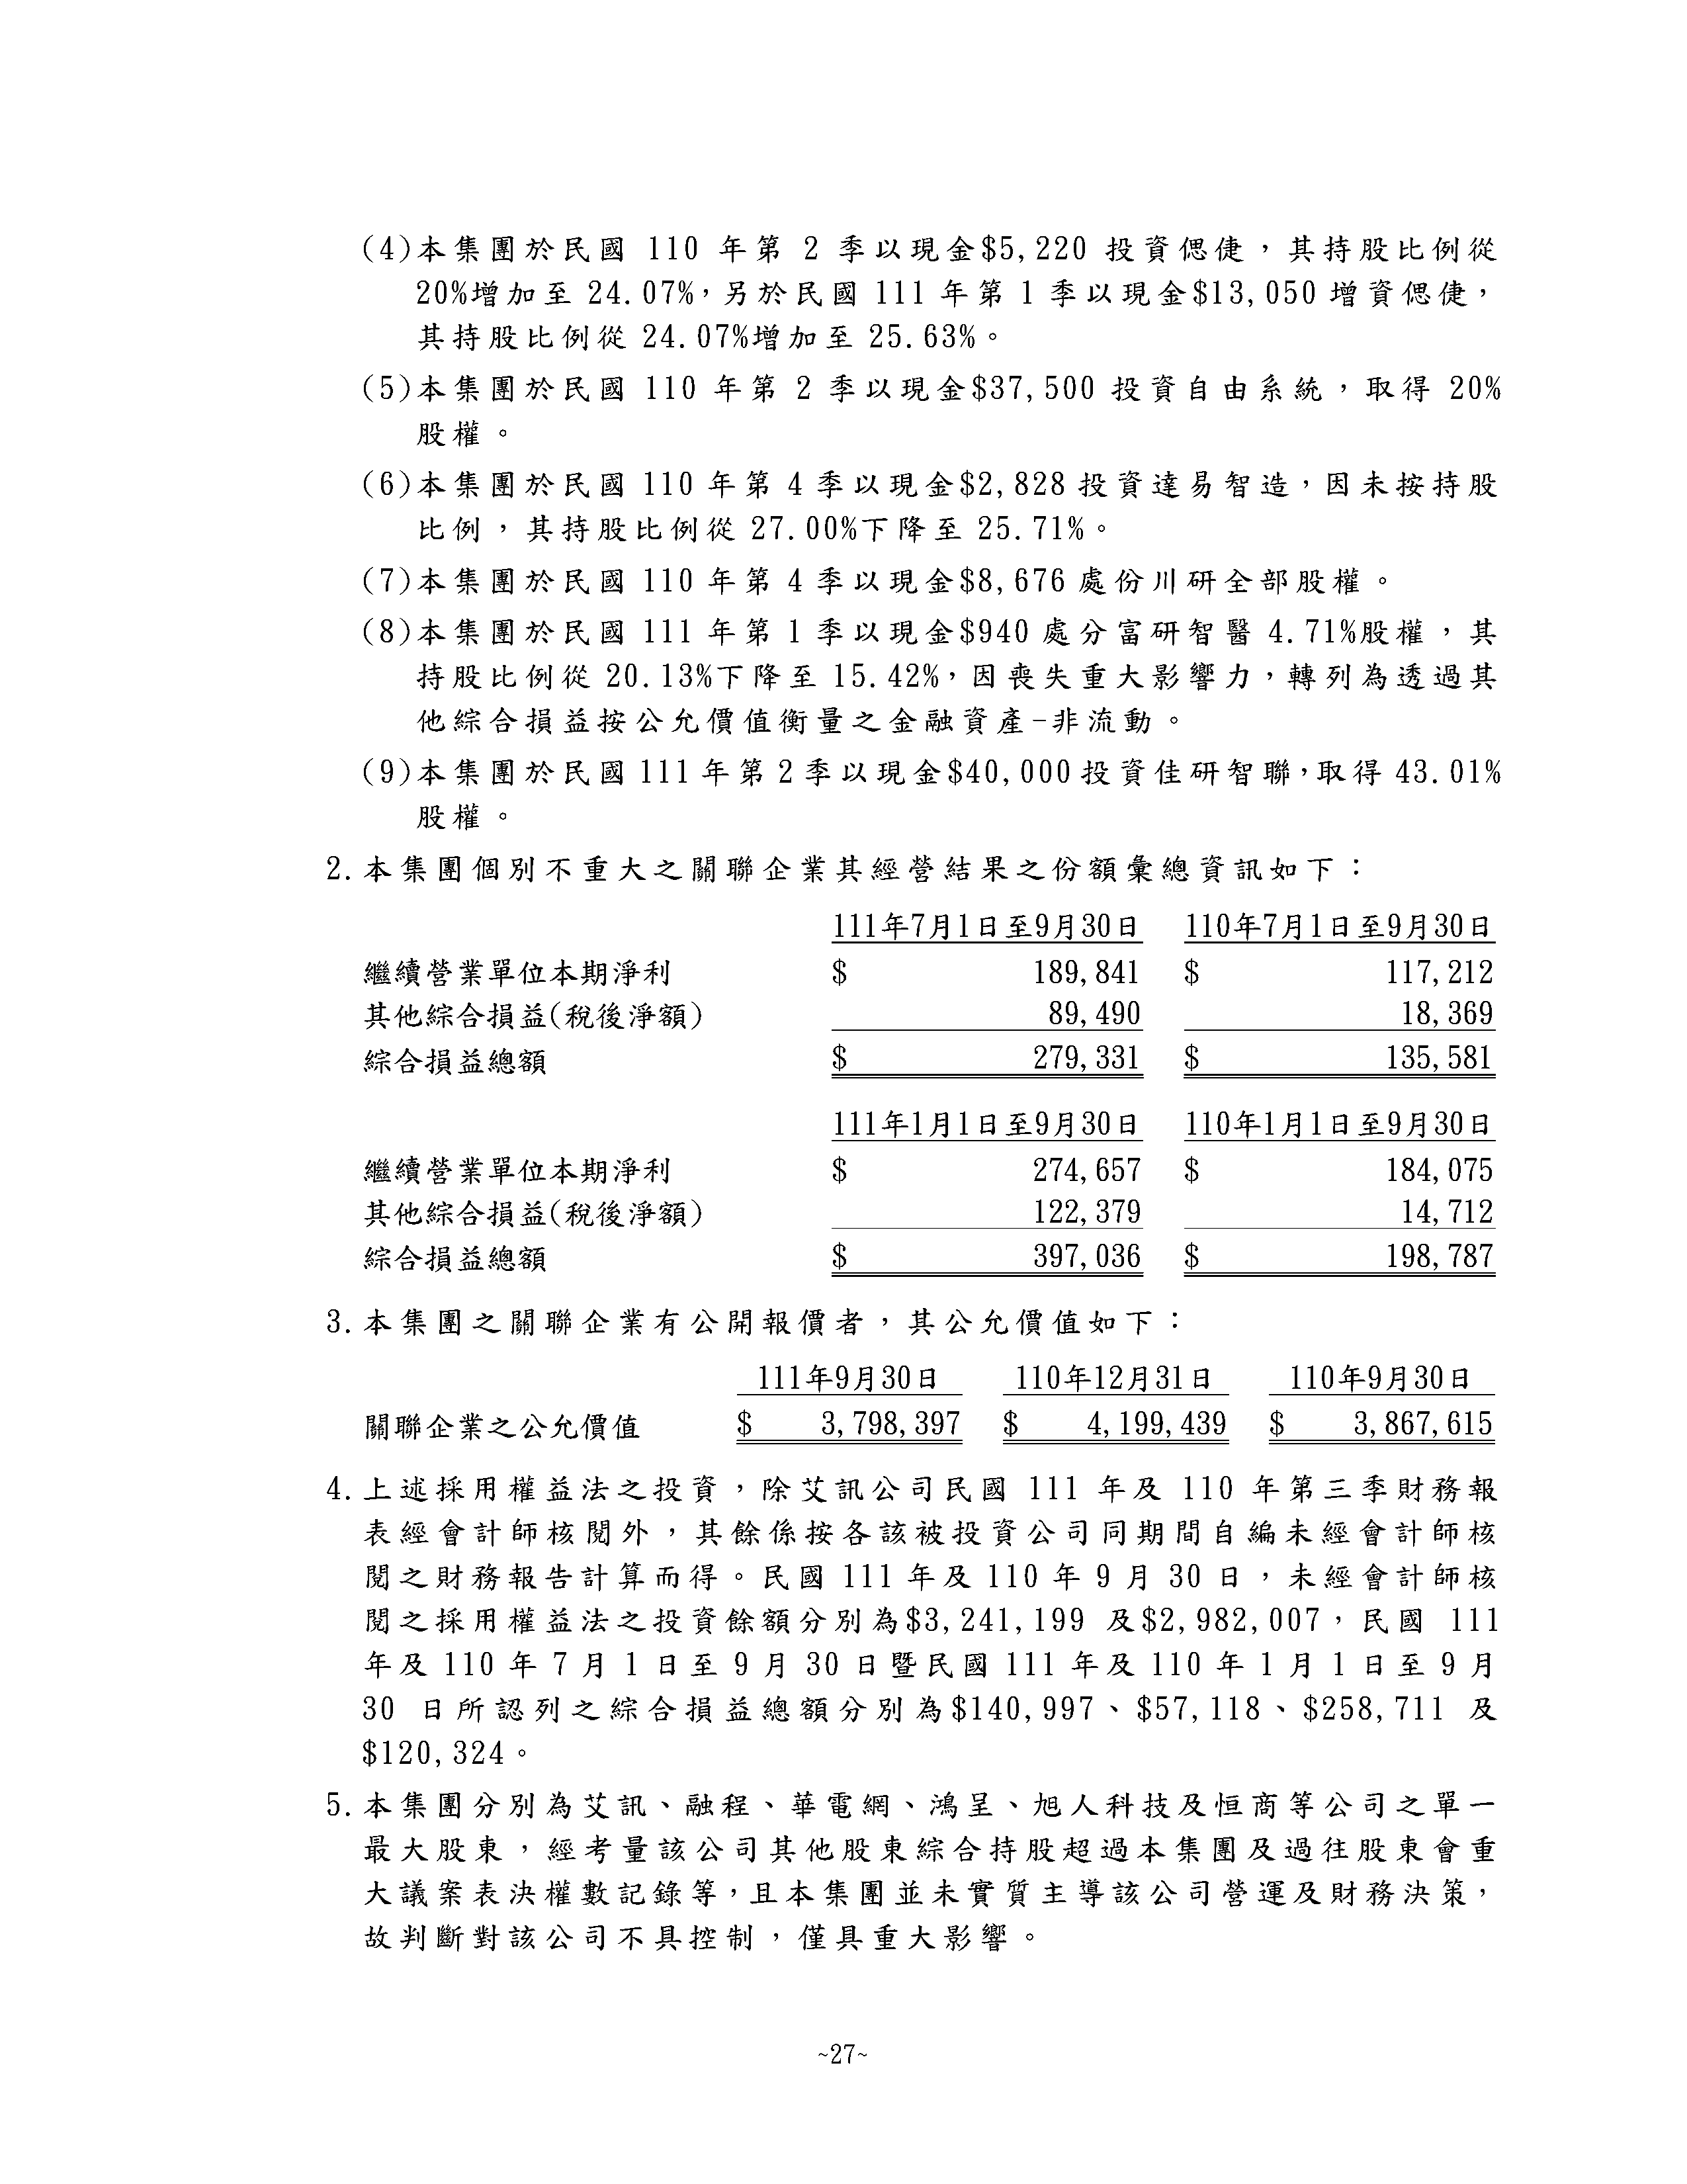 (4)本集團於民國 110 年第 2 季以現金$5,220 投資偲倢，其持股比例從
20%增加至 24.07%，另於民國 111 年第 1 季以現金$13,050 增資偲倢，
其持股比例從 24.07%增加至 25.63%。
(5)本集團於民國 110 年第 2 季以現金$37,500 投資自由系統，取得 20%
股權。
(6)本集團於民國 110 年第 4 季以現金$2,828 投資達易智造，因未按持股
比例，其持股比例從 27.00%下降至 25.71%。
(7)本集團於民國 110 年第 4 季以現金$8,676 處份川研全部股權。
(8)本集團於民國 111 年第 1 季以現金$940 處分富研智醫 4.71%股權，其
持股比例從 20.13%下降至 15.42%，因喪失重大影響力，轉列為透過其
他綜合損益按公允價值衡量之金融資產-非流動。
(9)本集團於民國 111 年第 2 季以現金$40,000 投資佳研智聯，取得 43.01%
股權。
2.本集團個別不重大之關聯企業其經營結果之份額彙總資訊如下：
111年7月1日至9月30日 110年7月1日至9月30日
繼續營業單位本期淨利 $ 189,841 $ 117,212
其他綜合損益(稅後淨額) 89,490 18,369
綜合損益總額 $ 279,331 $ 135,581
111年1月1日至9月30日 110年1月1日至9月30日
繼續營業單位本期淨利 $ 274,657 $ 184,075
其他綜合損益(稅後淨額) 122,379 14,712
綜合損益總額 $ 397,036 $ 198,787
3.本集團之關聯企業有公開報價者，其公允價值如下：
111年9月30日 110年12月31日 110年9月30日
關聯企業之公允價值 $ 3,798,397 $ 4,199,439 $ 3,867,615
4.上述採用權益法之投資，除艾訊公司民國 111 年及 110 年第三季財務報
表經會計師核閱外，其餘係按各該被投資公司同期間自編未經會計師核
閱之財務報告計算而得。民國 111 年及 110 年 9 月 30 日，未經會計師核
閱之採用權益法之投資餘額分別為$3,241,199 及$2,982,007，民國 111
年及 110 年 7 月 1 日至 9 月 30 日暨民國 111 年及 110 年 1 月 1 日至 9 月
30 日所認列之綜合損益總額分別為$140,997、$57,118、$258,711 及
$120,324。
5.本集團分別為艾訊、融程、華電網、鴻呈、旭人科技及恒商等公司之單一
最大股東，經考量該公司其他股東綜合持股超過本集團及過往股東會重
大議案表決權數記錄等，且本集團並未實質主導該公司營運及財務決策，
故判斷對該公司不具控制，僅具重大影響。
~27~